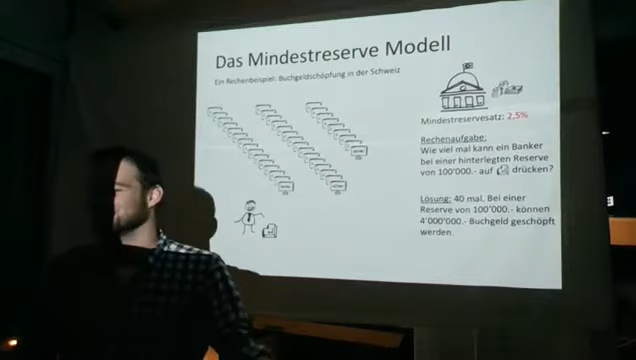 Das Mindestreserve Modell
Ein Rechenbeispiel: Buchgeldschöpfung in der Schweiz
Mindestreservesatz: 2,5%
Rechenaufgabe:
Wie viel mal kann ein Banker
bei einer hinterlegten Reserve
von 100'000.- auf drücken?
Lösung: 40 mal. Bei einer
Reserve von 100'000.- können
4'000'000.- Buchgeld geschöpft
werden.